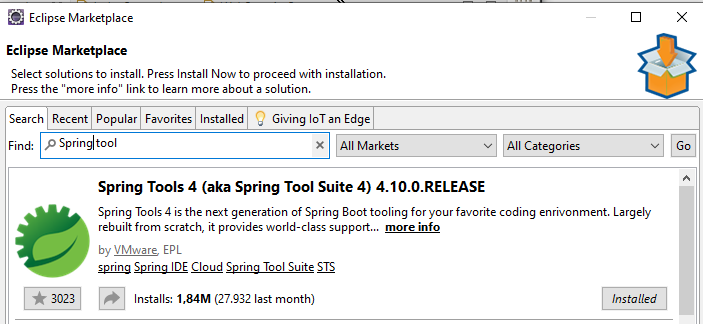 Eclipse Marketplace
Eclipse Marketplace
Select solutions to install. Press Install Now to proceed with installation.
Press the "more info" link to learn more about a solution.
Search Recent Popular Favorites Installed Giving IoT an Edge
Find: Spring tool All Markets All Categories Go
Spring Tools 4 (aka Spring Tool Suite 4) 4.10.0.RELEASE
Spring Tools 4 is the next generation of Spring Boot tooling for your favorite coding enrivonment. Largely
rebuilt from scratch, it provides world-class support... more info
by VMware, EPL
spring Spring IDE Cloud Spring Tool Suite STS
3023 Installs: 1,84M (27.932 last month) Installed